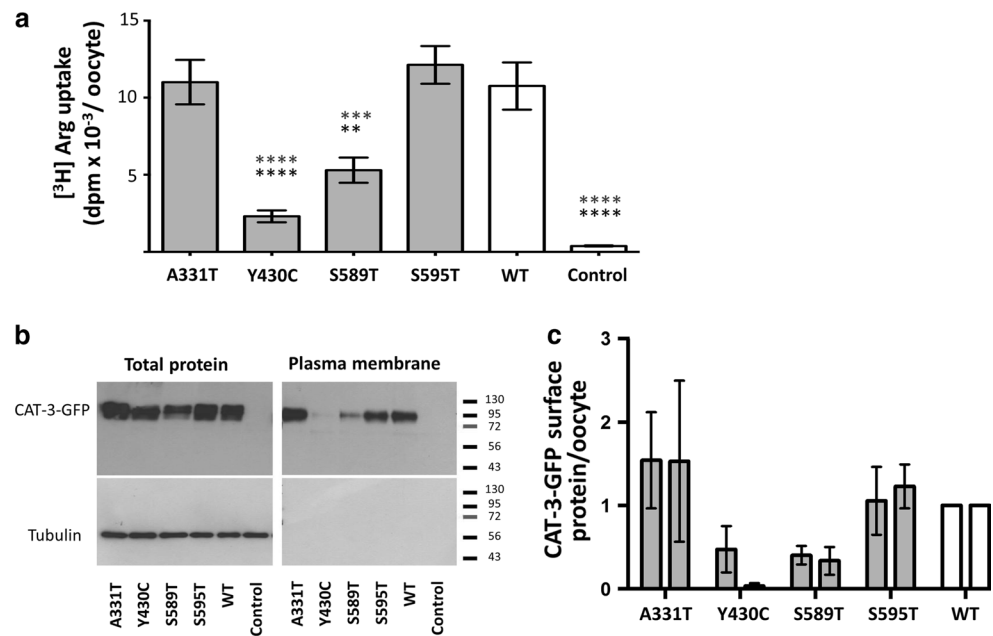 a
[³H] Arg uptake
(dpm x 10⁻³/ oocyte)
15
10
5
****
****
***
**
****
****
A331T Y430C S589T S595T WT Control
b
Total protein Plasma membrane
CAT-3-GFP
130
95
72
56
43
Tubulin
130
95
72
56
43
A331T Y430C S589T S595T WT Control A331T Y430C S589T S595T WT Control
c
CAT-3-GFP surface
protein/oocyte
3
2
1
0
A331T Y430C S589T S595T WT